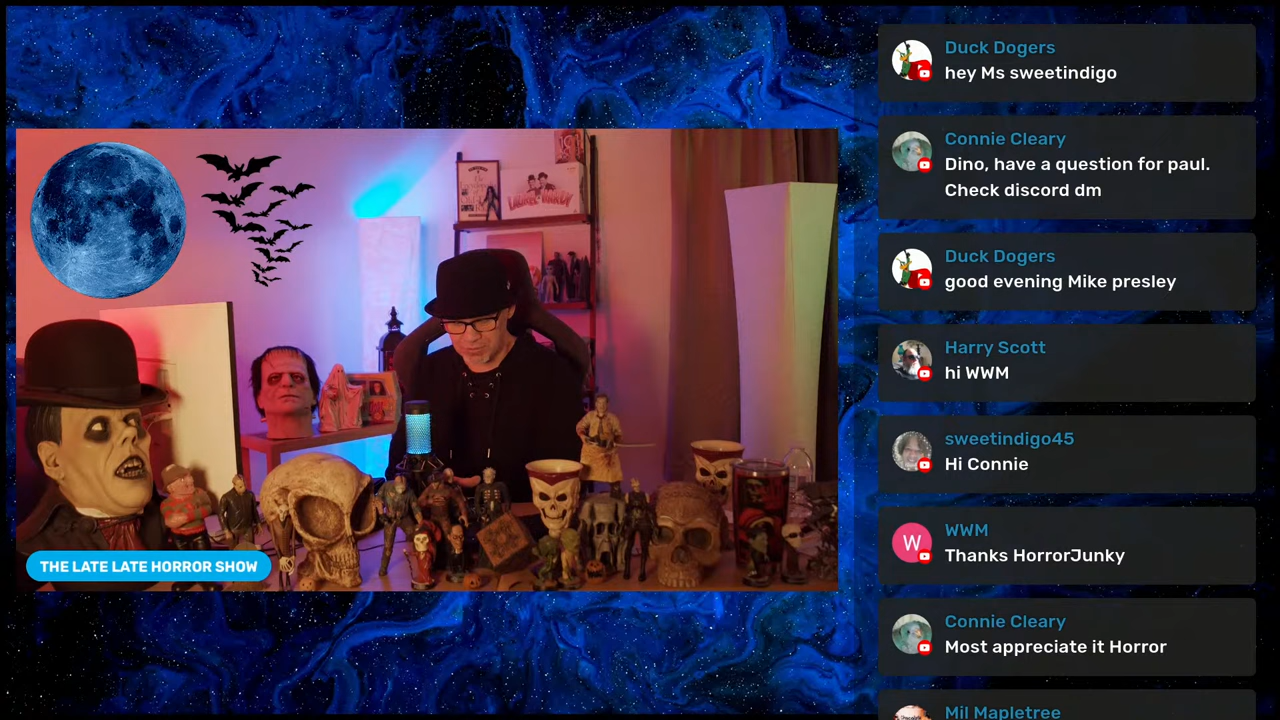 Duck Dogers
hey Ms sweetindigo
Connie Cleary
Dino, have a question for paul.
Check discord dm
Duck Dogers
good evening Mike presley
Harry Scott
hi WWM
sweetindigo45
Hi Connie
W
WWM
Thanks HorrorJunky
Connie Cleary
Most appreciate it Horror
Mil Mapletree
LAUREL HARDY
THE LATE LATE HORROR SHOW